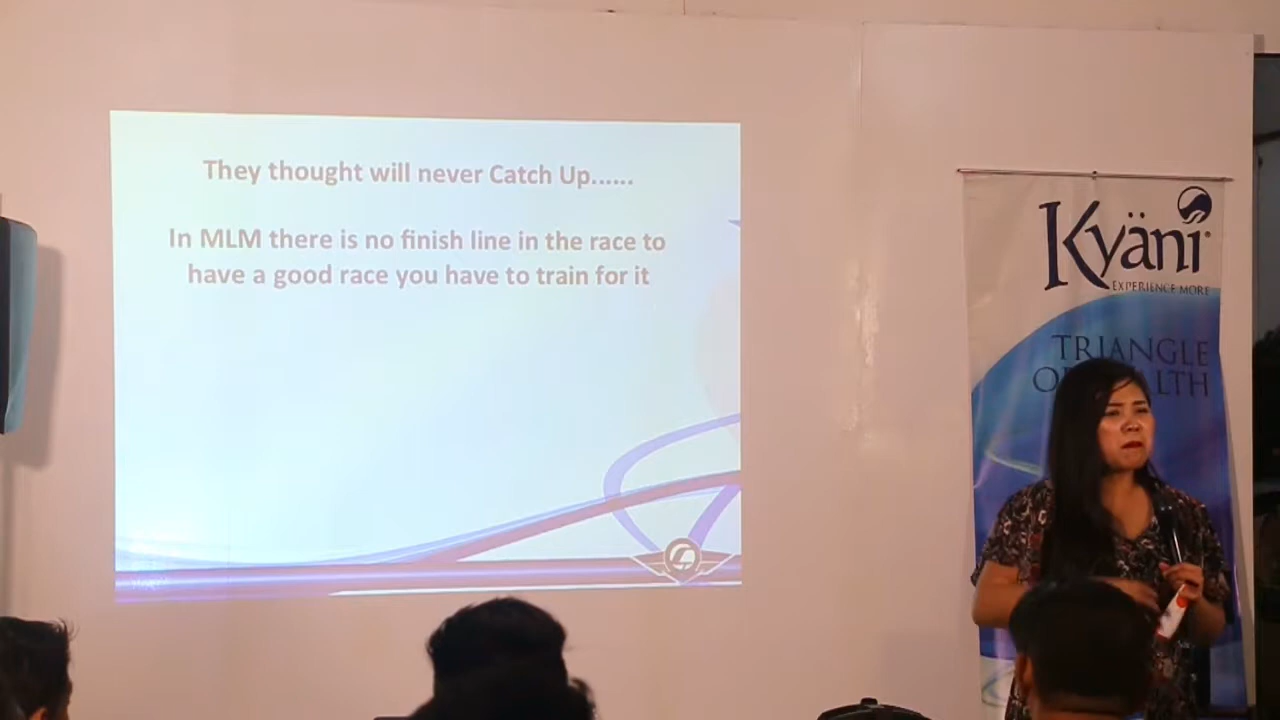 They thought will never Catch Up......
In MLM there is no finish line in the race to
have a good race you have to train for it
Kyäni
EXPERIENCE MORE
TRIANGLE
OF